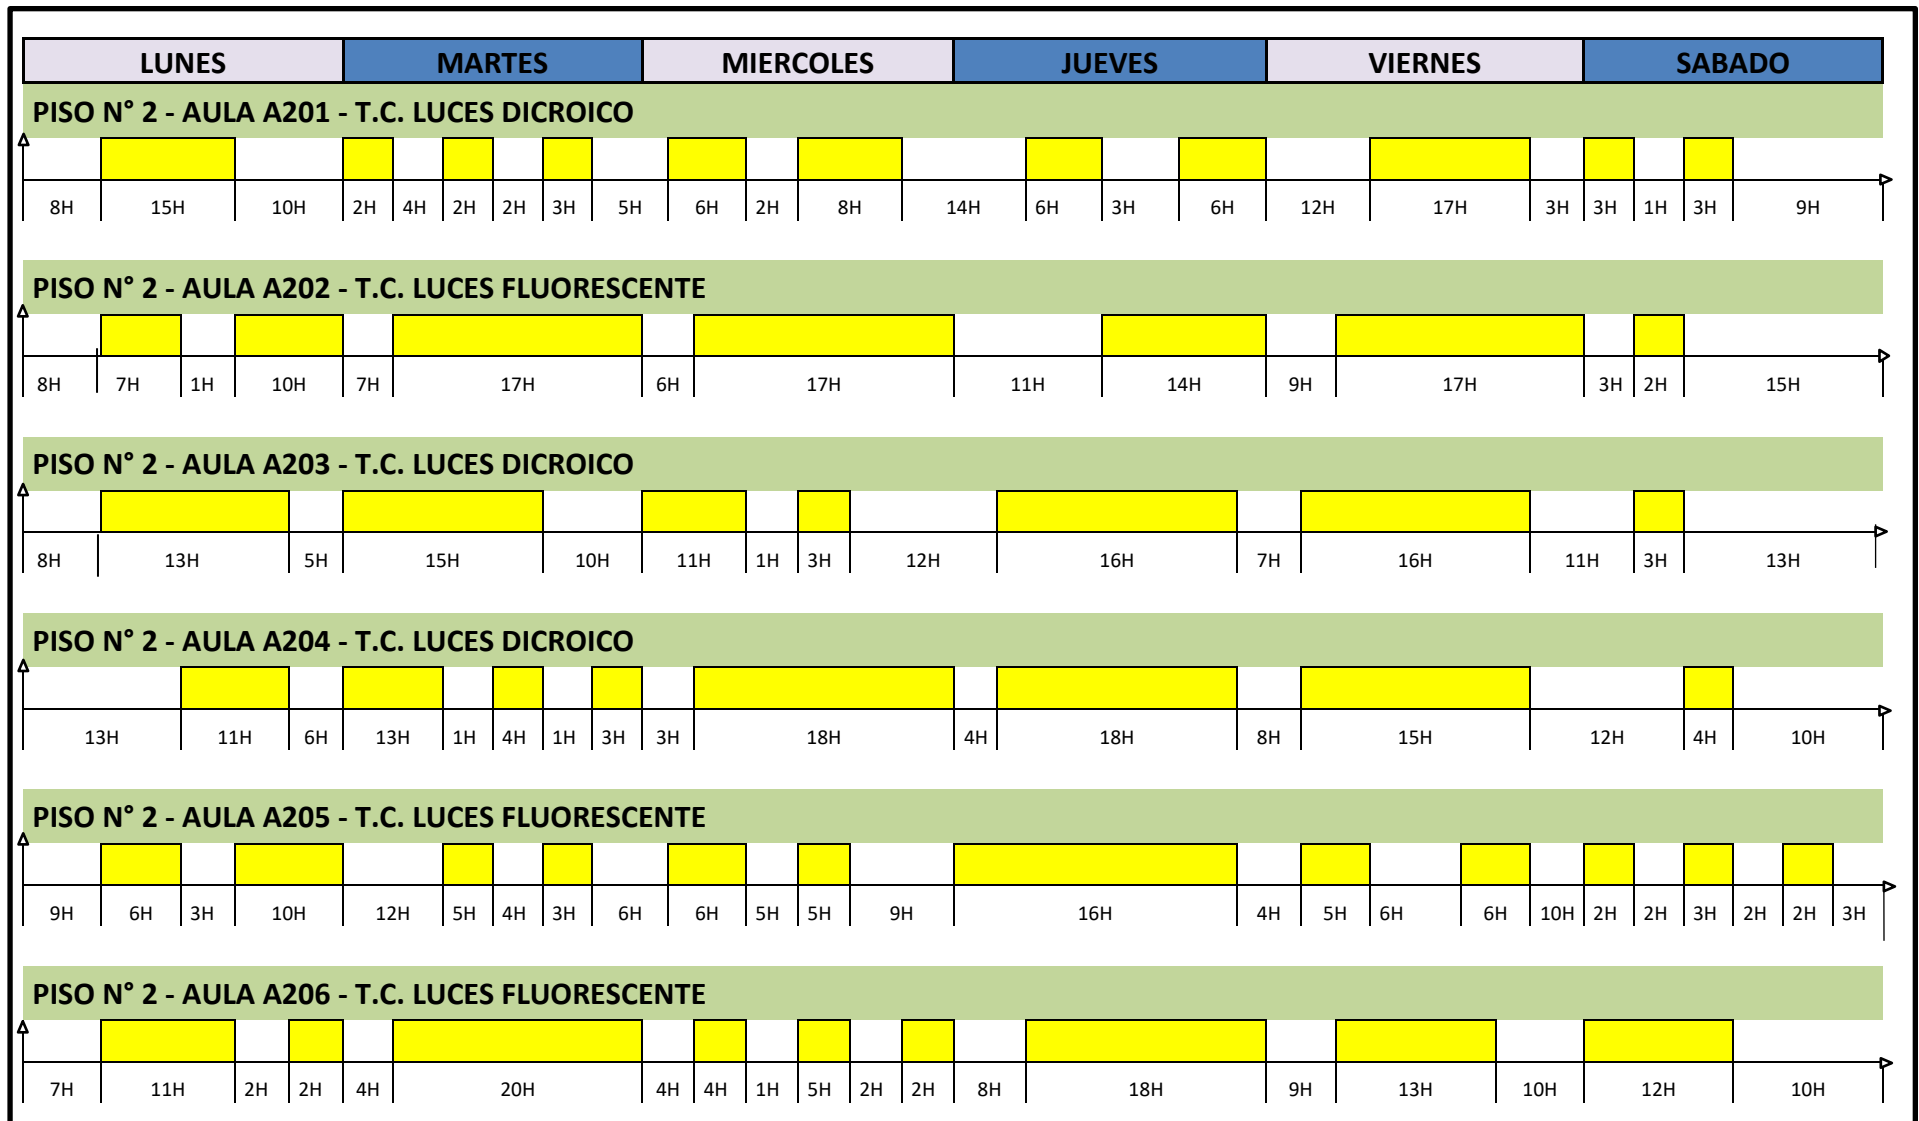 LUNES MARTES MIERCOLES JUEVES VIERNES SABADO
PISO N° 2 - AULA A201 - T.C. LUCES DICROICO
8H 15H 10H 2H 4H 2H 2H 3H 5H 6H 2H 8H 14H 6H 3H 6H 12H 17H 3H 3H 1H 3H 9H
PISO N° 2 - AULA A202 - T.C. LUCES FLUORESCENTE
8H 7H 1H 10H 7H 17H 6H 17H 11H 14H 9H 17H 3H 2H 15H
PISO N° 2 - AULA A203 - T.C. LUCES DICROICO
8H 13H 5H 15H 10H 11H 1H 3H 12H 16H 7H 16H 11H 3H 13H
PISO N° 2 - AULA A204 - T.C. LUCES DICROICO
13H 11H 6H 13H 1H 4H 1H 3H 3H 18H 4H 18H 8H 15H 12H 4H 10H
PISO N° 2 - AULA A205 - T.C. LUCES FLUORESCENTE
9H 6H 3H 10H 12H 5H 4H 3H 6H 6H 5H 5H 9H 16H 4H 5H 6H 6H 10H 2H 2H 3H 2H 2H 3H
PISO N° 2 - AULA A206 - T.C. LUCES FLUORESCENTE
7H 11H 2H 2H 4H 20H 4H 4H 1H 5H 2H 2H 8H 18H 9H 13H 10H 12H 10H